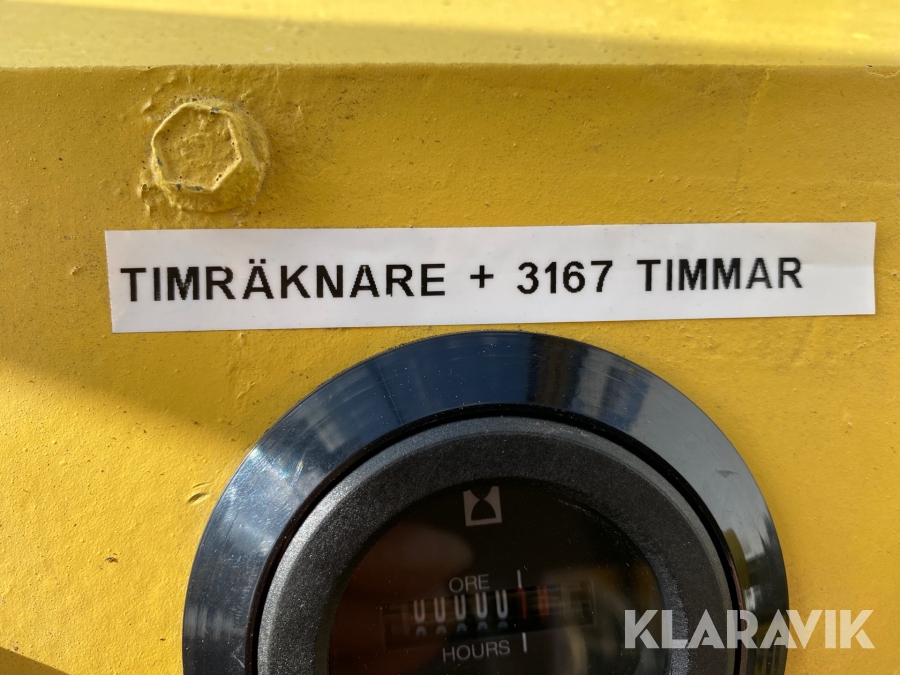 TIMRÄKNARE + 3167 TIMMAR
ORE
HOURS
KLARAVIK